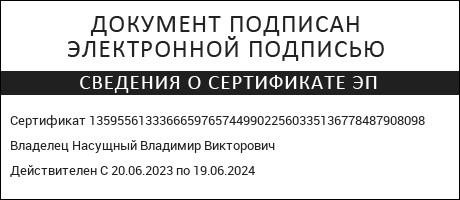 ДОКУМЕНТ ПОДПИСАН
ЭЛЕКТРОННОЙ ПОДПИСЬЮ
СВЕДЕНИЯ О СЕРТИФИКАТЕ ЭП
Сертификат 135955613336665976574499022560335136778487908098
Владелец Насущный Владимир Викторович
Действителен С 20.06.2023 по 19.06.2024